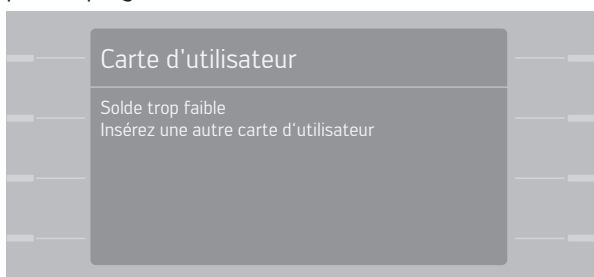 Carte d'utilisateur
Solde trop faible
Insérez une autre carte d'utilisateur